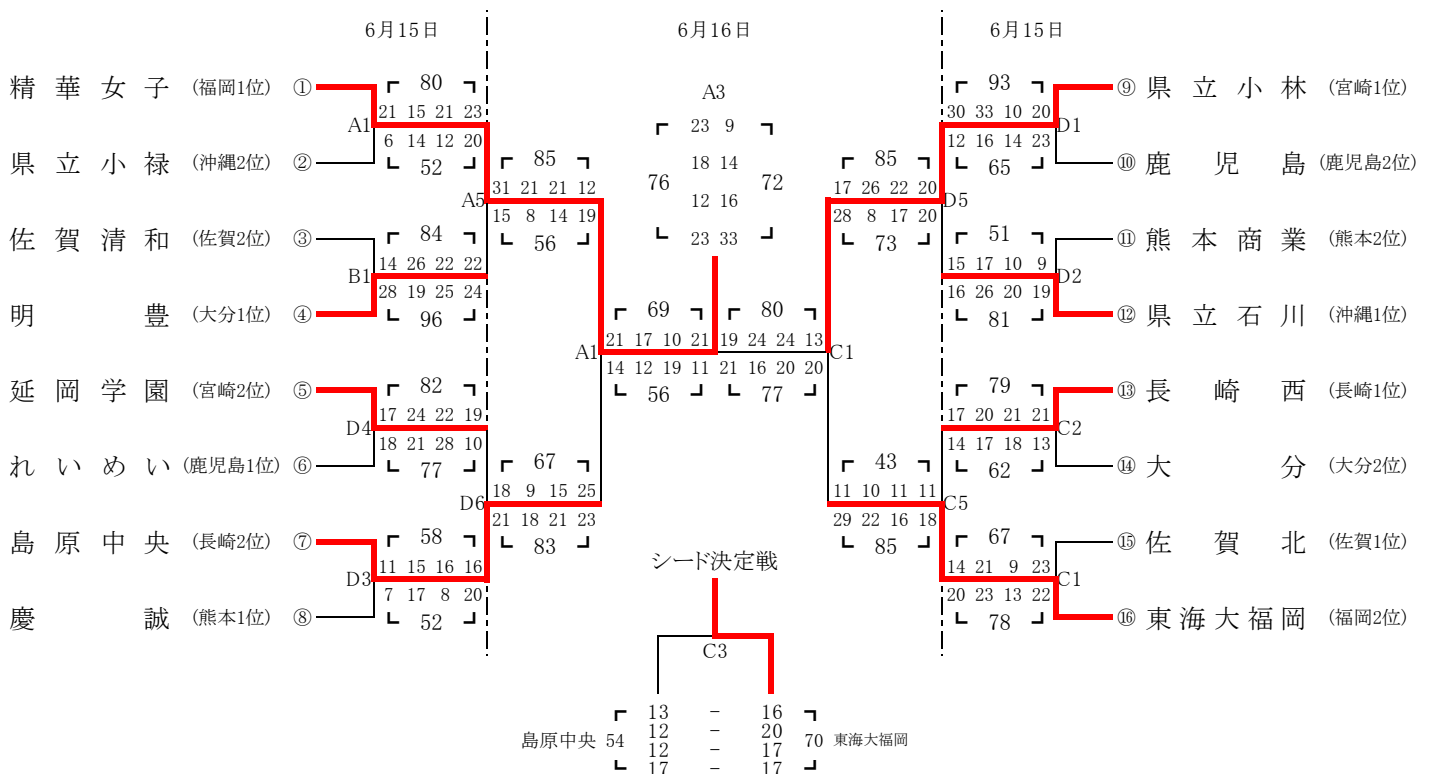 6月15日 6月16日 6月15日
精華女子 (福岡1位) ① 80 A3 93 ⑨ 県立小林 (宮崎1位)
21 15 21 23 30 33 10 20
A1 23 9 D1
6 14 12 20 12 16 14 23
県立小禄 (沖縄2位) ② 52 85 18 14 85 65 ⑩ 鹿児島 (鹿児島2位)
76 72
31 21 21 12 12 16 17 26 22 20
A5 D5
15 8 14 19 28 8 17 20
佐賀清和 (佐賀2位) ③ 84 56 23 33 73 51 ⑪ 熊本商業 (熊本2位)
14 26 22 22 15 17 10 9
B1 D2
28 19 25 24 16 26 20 19
明豊 (大分1位) ④ 96 69 80 81 ⑫ 県立石川 (沖縄1位)
21 17 10 21 19 24 24 13
A1 C1
14 12 19 11 21 16 20 20
延岡学園 (宮崎2位) ⑤ 82 56 77 79 ⑬ 長崎西 (長崎1位)
17 24 22 19 17 20 21 21
D4 C2
18 21 28 10 14 17 18 13
れいめい (鹿児島1位) ⑥ 77 67 43 62 ⑭ 大分 (大分2位)
18 9 15 25 11 10 11 11
D6 C5
21 18 21 23 29 22 16 18
島原中央 (長崎2位) ⑦ 58 83 85 67 ⑮ 佐賀北 (佐賀1位)
シード決定戦
11 15 16 16 14 21 9 23
D3 C1
7 17 8 20 20 23 13 22
慶誠 (熊本1位) ⑧ 52 78 ⑯ 東海大福岡 (福岡2位)
C3
13 - 16
12 - 20
島原中央 54 70 東海大福岡
12 - 17
17 - 17